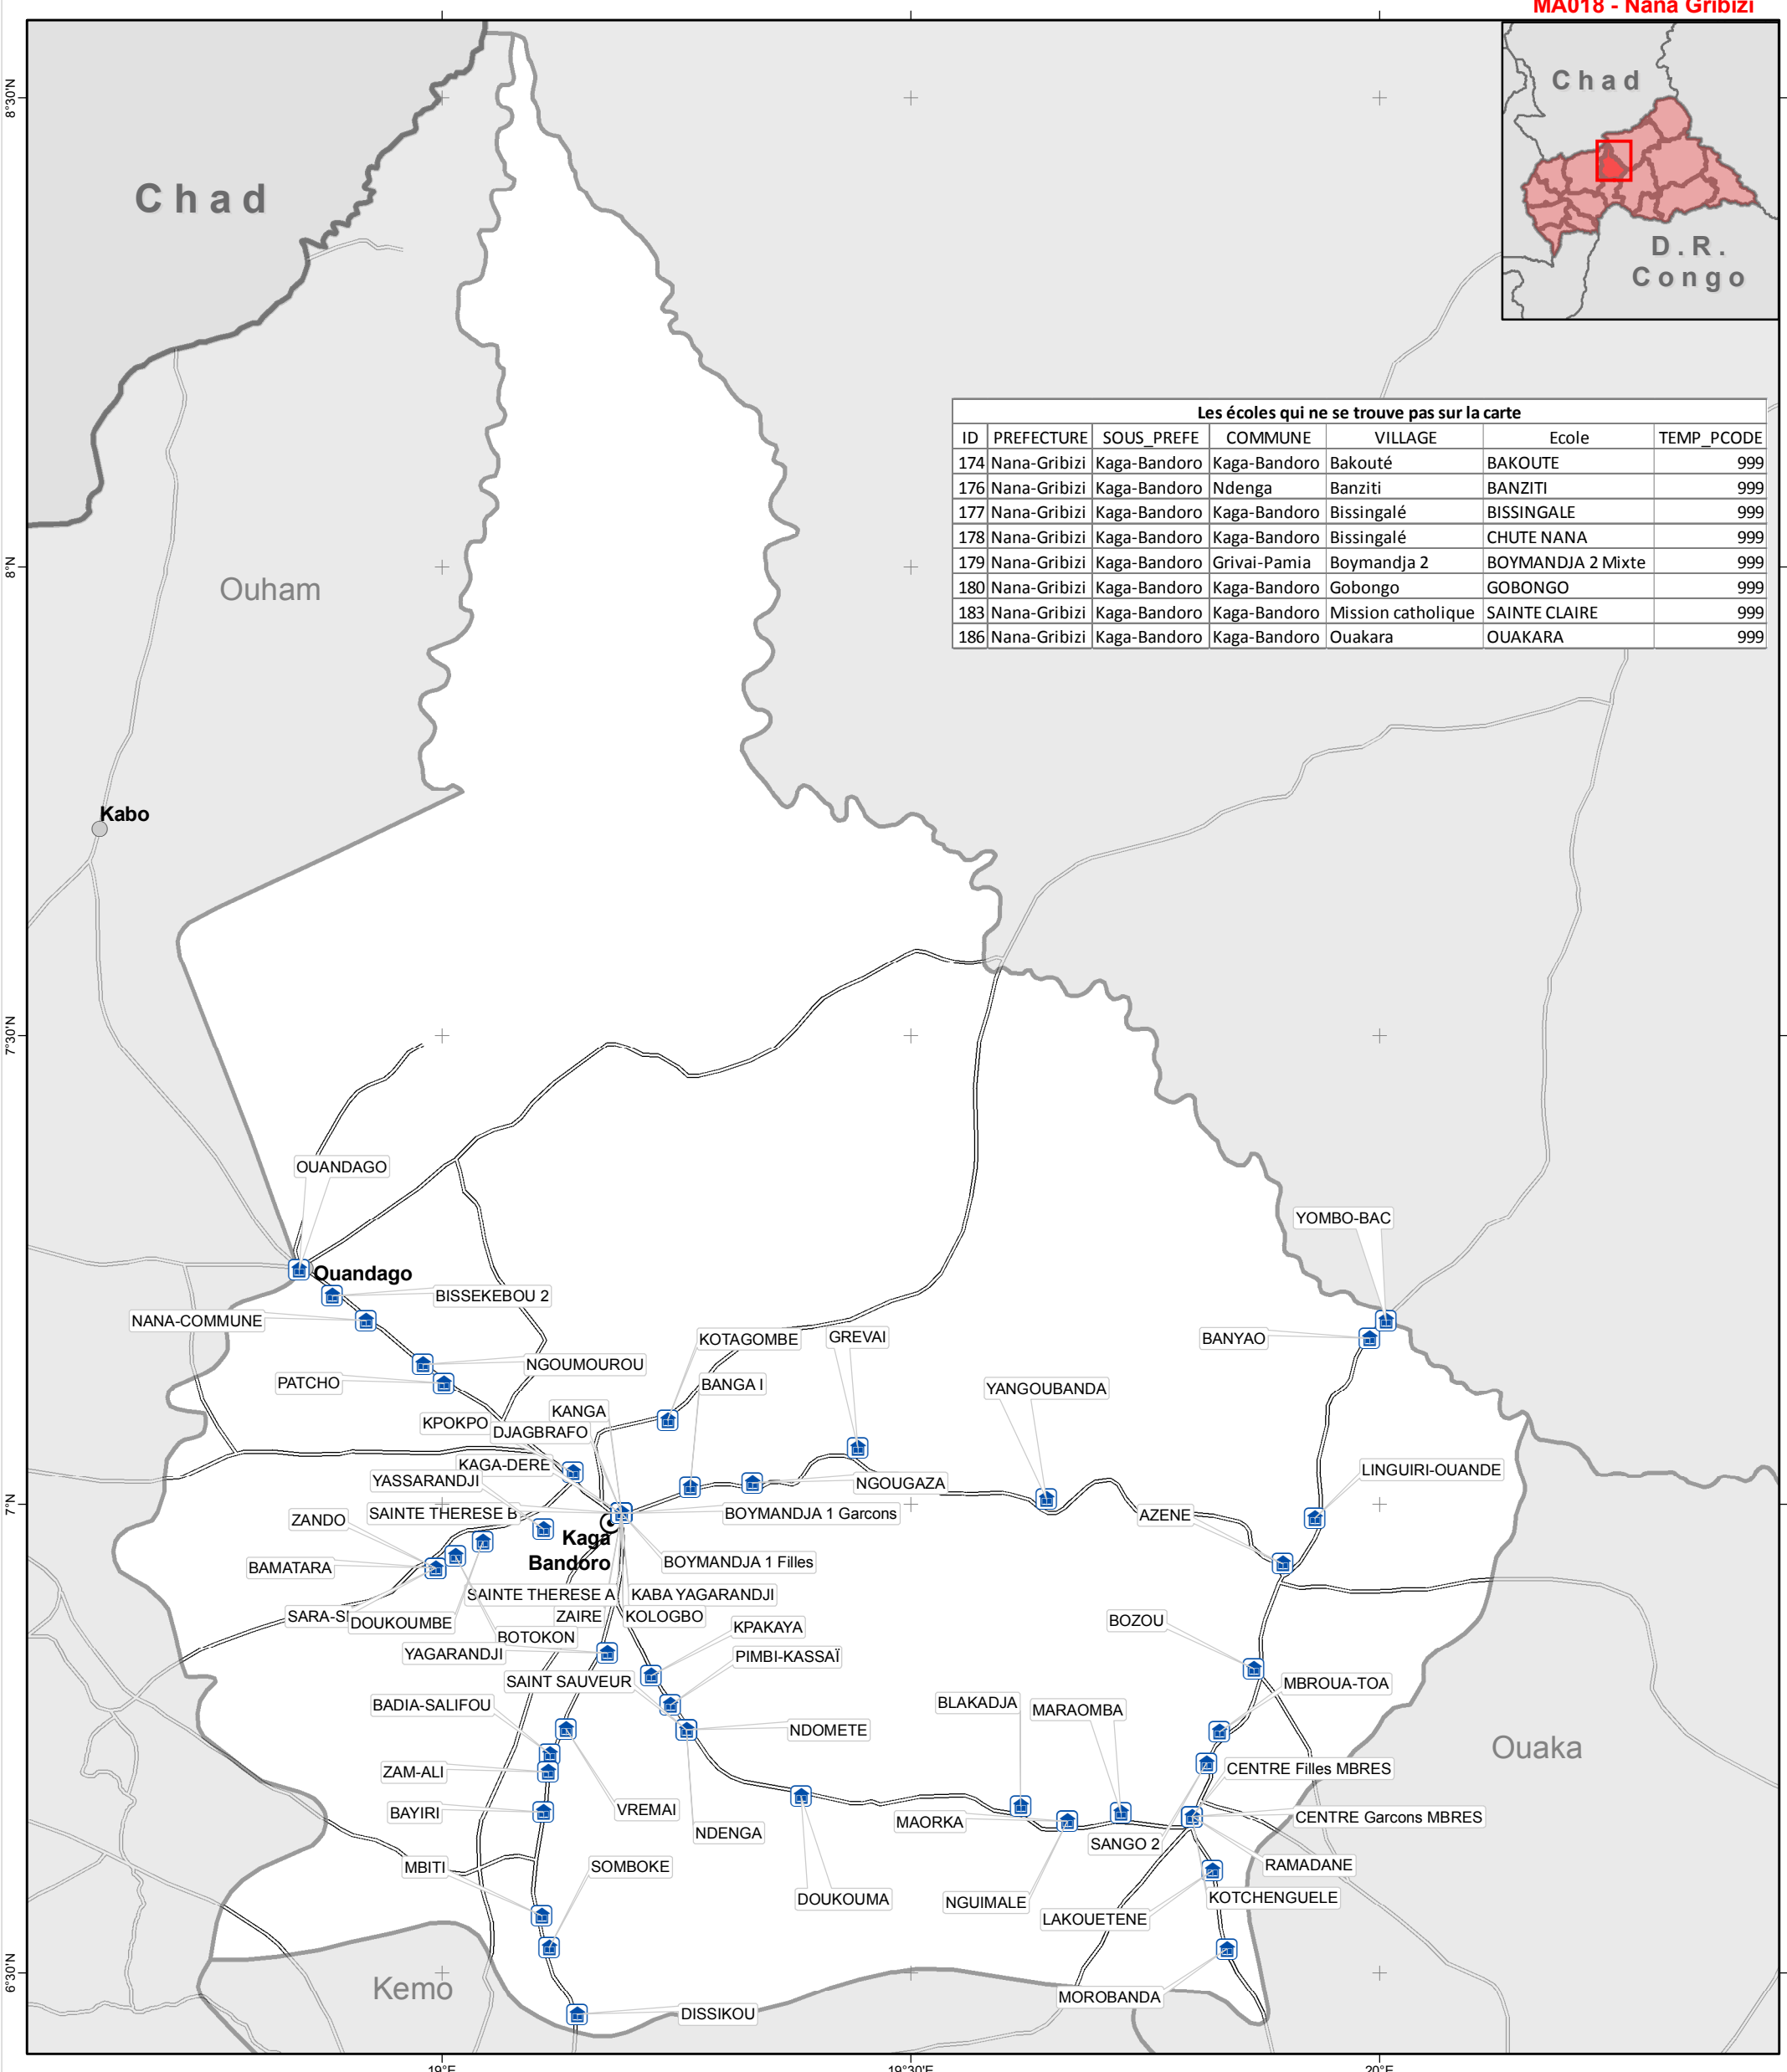 MA018 - Nana Gribizi
8°30'N
8°N
7°30'N
7°N
6°30'N
19°E
19°30'E
20°E
Chad
Chad
D.R.
Congo
Ouham
Kabo
Les écoles qui ne se trouve pas sur la carte
ID PREFECTURE SOUS_PREFE COMMUNE VILLAGE Ecole TEMP_PCODE
174 Nana-Gribizi Kaga-Bandoro Kaga-Bandoro Bakouté BAKOUTE 999
176 Nana-Gribizi Kaga-Bandoro Ndenga Banziti BANZITI 999
177 Nana-Gribizi Kaga-Bandoro Kaga-Bandoro Bissingalé BISSINGALE 999
178 Nana-Gribizi Kaga-Bandoro Kaga-Bandoro Bissingalé CHUTE NANA 999
179 Nana-Gribizi Kaga-Bandoro Grivai-Pamia Boymandja 2 BOYMANDJA 2 Mixte 999
180 Nana-Gribizi Kaga-Bandoro Kaga-Bandoro Gobongo GOBONGO 999
183 Nana-Gribizi Kaga-Bandoro Kaga-Bandoro Mission catholique SAINTE CLAIRE 999
186 Nana-Gribizi Kaga-Bandoro Kaga-Bandoro Ouakara OUAKARA 999
OUANDAGO
YOMBO-BAC
Ouandago
BISSEKEBOU 2
NANA-COMMUNE
KOTAGOMBE
GREVAI
BANYAO
NGOUMOUROU
PATCHO
BANGA I
YANGOUBANDA
KANGA
KPOKPO
DJAGBRAFO
KAGA-DERE
LINGUIRI-OUANDE
YASSARANDJI
NGOUGAZA
SAINTE THERESE B
BOYMANDJA 1 Garcons
AZENE
ZANDO
Kaga
Bandoro
BOYMANDJA 1 Filles
BAMATARA
SAINTE THERESE A
KABA YAGARANDJI
SARA-S
DOUKOUMBE
ZAIRE
KOLOGBO
BOZOU
KPAKAYA
BOTOKON
YAGARANDJI
PIMBI-KASSAÏ
SAINT SAUVEUR
MBROUA-TOA
BADIA-SALIFOU
BLAKADJA
MARAOMBA
NDOMETE
Ouaka
ZAM-ALI
CENTRE Filles MBRES
BAYIRI
VREMAI
CENTRE Garcons MBRES
MAORKA
NDENGA
SANGO 2
MBITI
SOMBOKE
RAMADANE
DOUKOUMA
NGUIMALE
KOTCHENGUELE
LAKOUETENE
Kemo
MOROBANDA
DISSIKOU